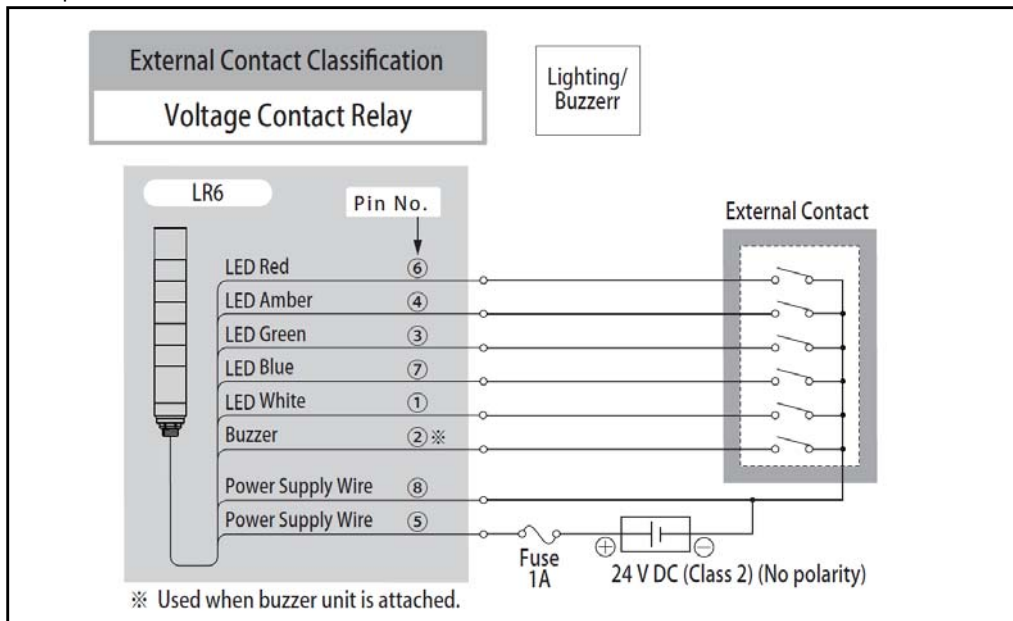 External Contact Classification
Voltage Contact Relay
Lighting/
Buzzerr
LR6
Pin No.
External Contact
LED Red ⑥
LED Amber ④
LED Green ③
LED Blue ⑦
LED White ①
Buzzer ②※
Power Supply Wire ⑧
Power Supply Wire ⑤
Fuse
1A
⊕ ⊖
24 V DC (Class 2) (No polarity)
※ Used when buzzer unit is attached.